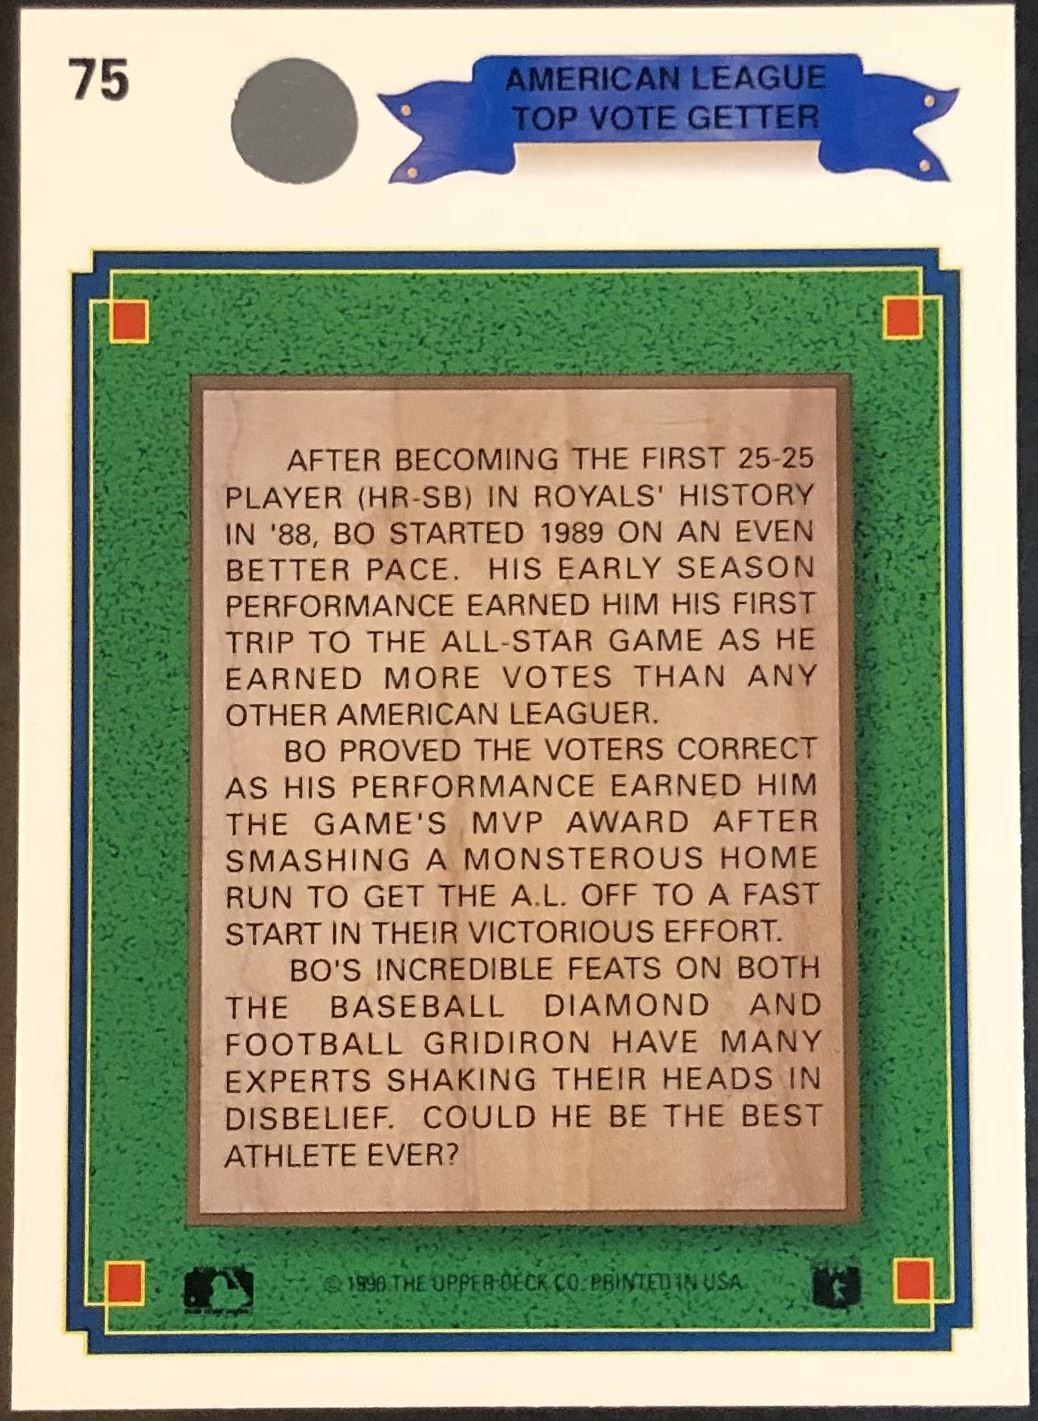 75
AMERICAN LEAGUE
TOP VOTE GETTER
AFTER BECOMING THE FIRST 25-25
PLAYER (HR-SB) IN ROYALS' HISTORY
IN '88, BO STARTED 1989 ON AN EVEN
BETTER PACE. HIS EARLY SEASON
PERFORMANCE EARNED HIM HIS FIRST
TRIP TO THE ALL-STAR GAME AS HE
EARNED MORE VOTES THAN ANY
OTHER AMERICAN LEAGUER.
BO PROVED THE VOTERS CORRECT
AS HIS PERFORMANCE EARNED HIM
THE GAME'S MVP AWARD AFTER
SMASHING A MONSTEROUS HOME
RUN TO GET THE A.L. OFF TO A FAST
START IN THEIR VICTORIOUS EFFORT.
BO'S INCREDIBLE FEATS ON BOTH
THE BASEBALL DIAMOND AND
FOOTBALL GRIDIRON HAVE MANY
EXPERTS SHAKING THEIR HEADS IN
DISBELIEF. COULD HE BE THE BEST
ATHLETE EVER?
© 1990 THE UPPER DECK CO. PRINTED IN USA